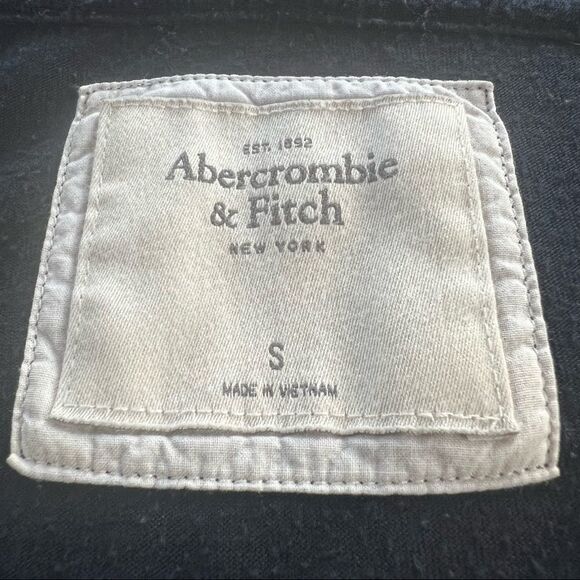 EST. 1892
Abercrombie
& Fitch
NEW YORK
S
MADE IN VIETNAM